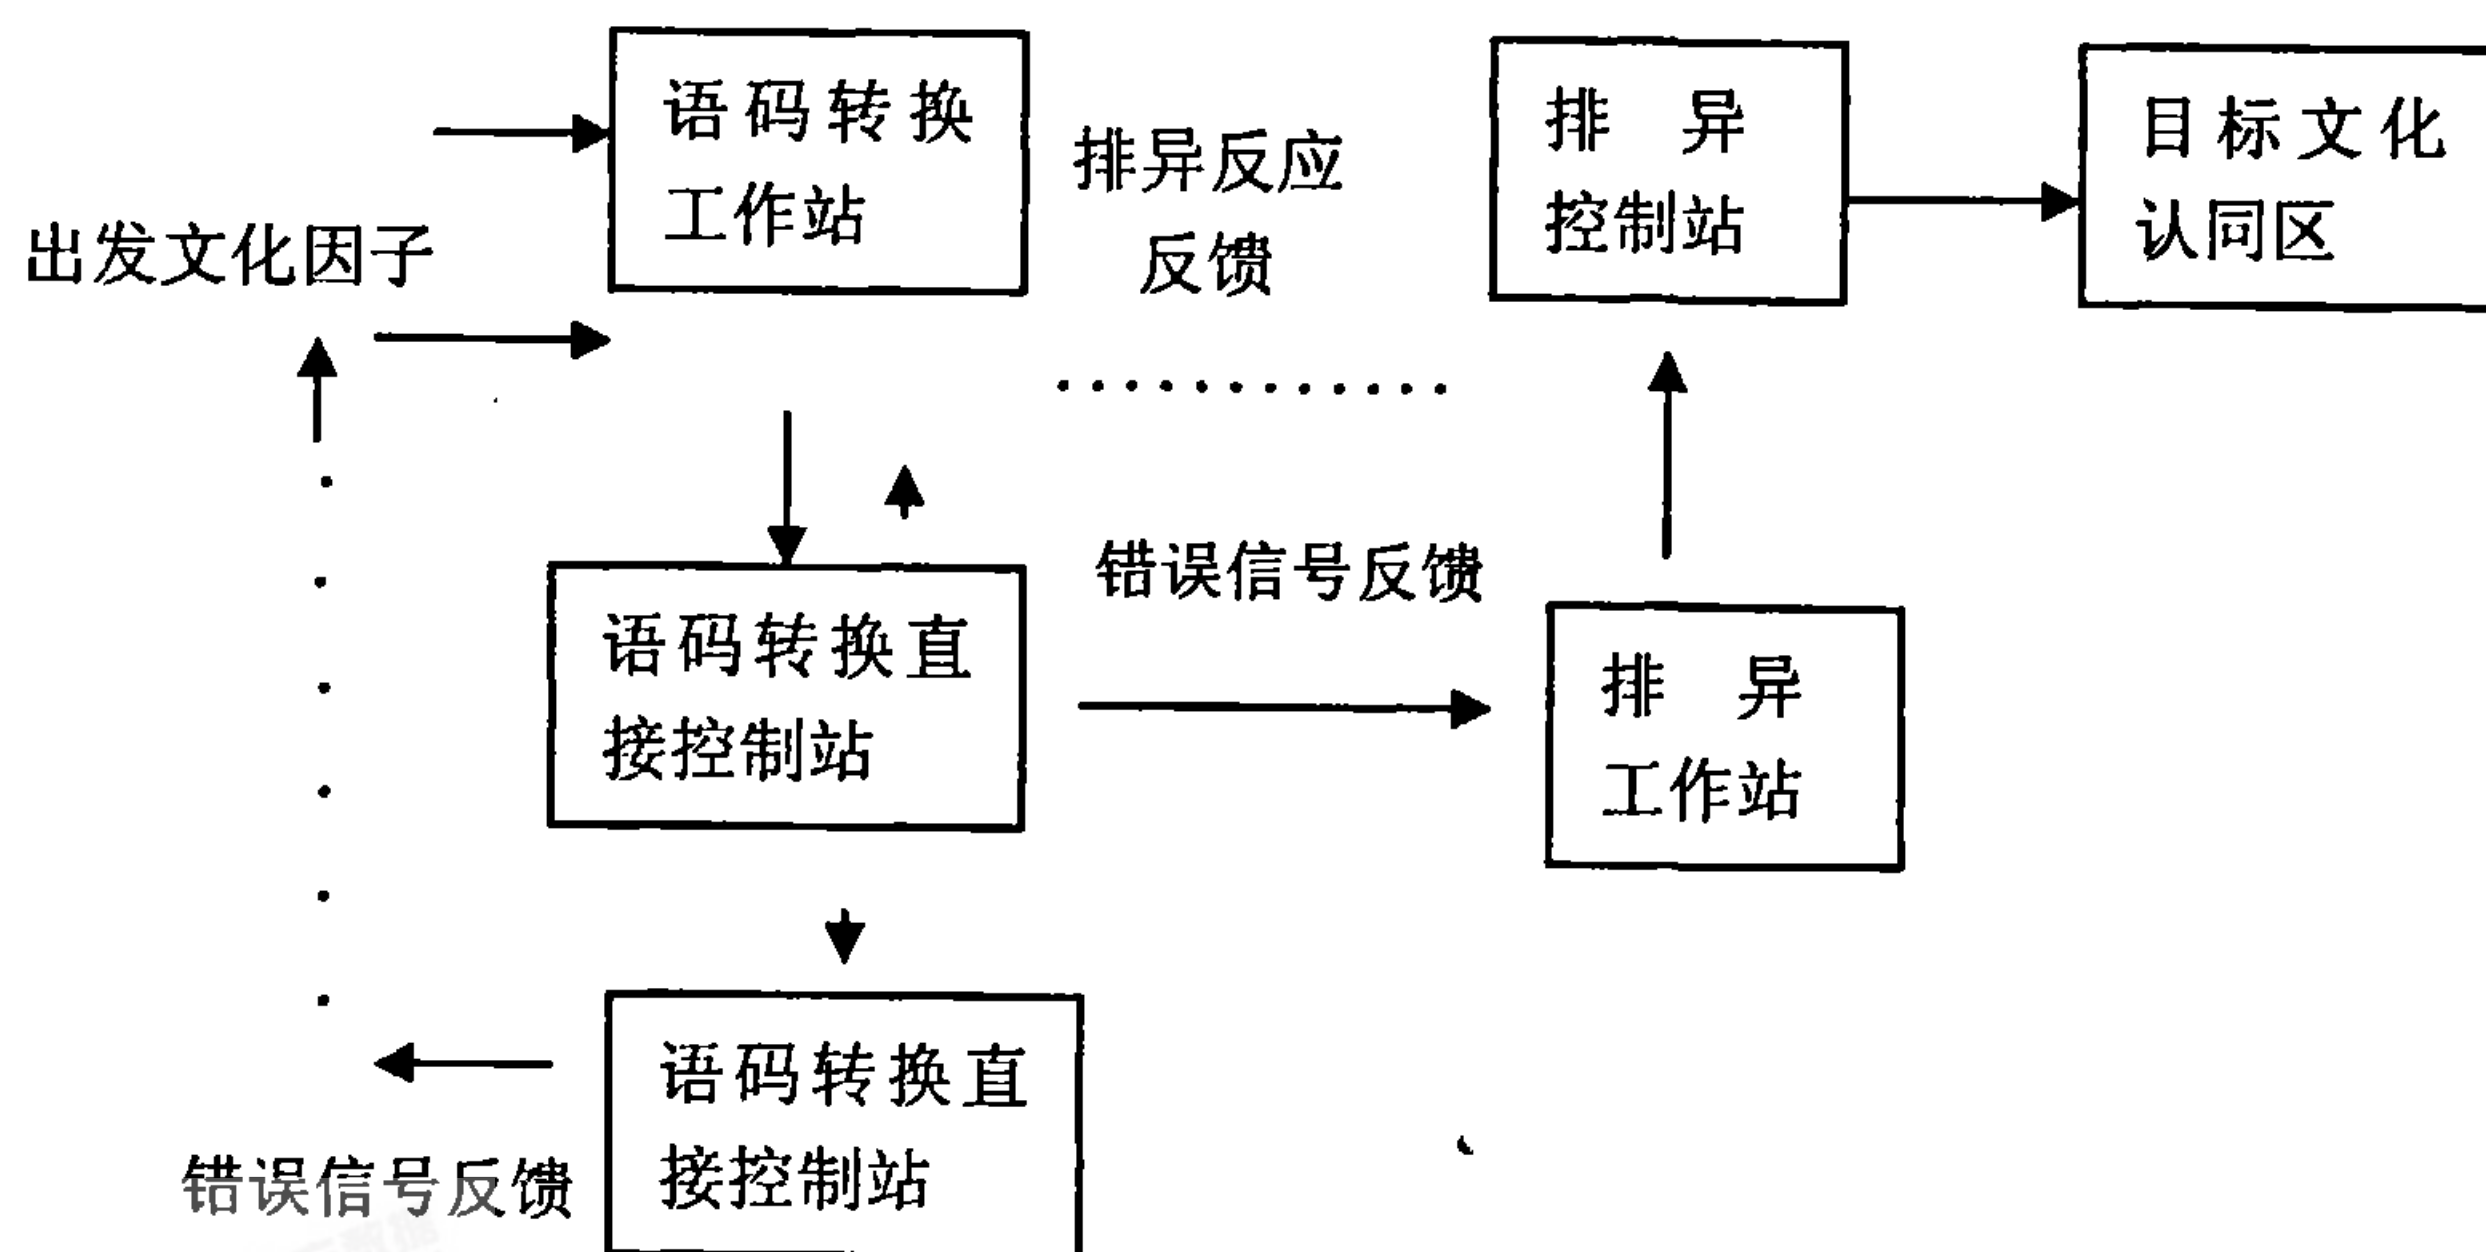 语码转换
工作站
排异反应
反馈
排 异
控制站
目标文化
认同区
出发文化因子
错误信号反馈
语码转换直
接控制站
排 异
工作站
语码转换直
接控制站
错误信号反馈